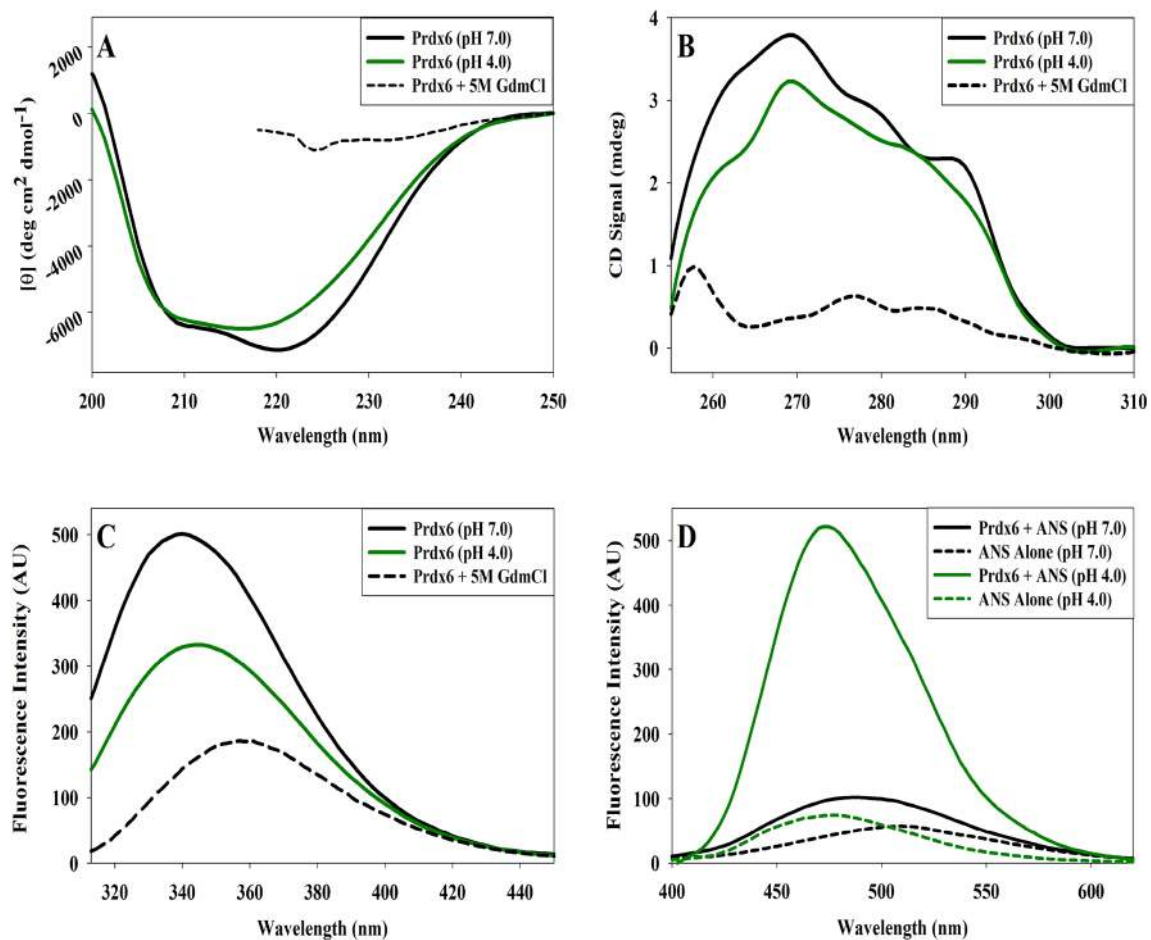 A
Prdx6 (pH 7.0)
Prdx6 (pH 4.0)
Prdx6 + 5M GdmCl
[θ] (deg cm² dmol⁻¹)
2000
0
-2000
-4000
-6000
200 210 220 230 240 250
Wavelength (nm)
B
Prdx6 (pH 7.0)
Prdx6 (pH 4.0)
Prdx6 + 5M GdmCl
CD Signal (mdeg)
4
3
2
1
0
260 270 280 290 300 310
Wavelength (nm)
C
Prdx6 (pH 7.0)
Prdx6 (pH 4.0)
Prdx6 + 5M GdmCl
Fluorescence Intensity (AU)
500
400
300
200
100
0
320 340 360 380 400 420 440
Wavelength (nm)
D
Prdx6 + ANS (pH 7.0)
ANS Alone (pH 7.0)
Prdx6 + ANS (pH 4.0)
ANS Alone (pH 4.0)
Fluorescence Intensity (AU)
500
400
300
200
100
0
400 450 500 550 600
Wavelength (nm)